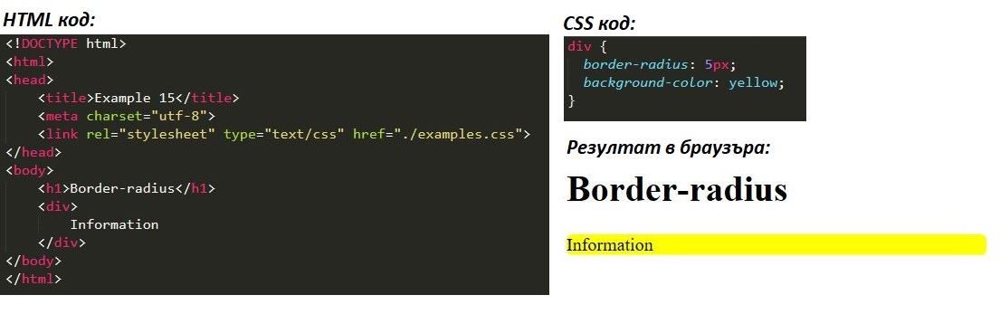 HTML код:
<!DOCTYPE html>
<html>
<head>
    <title>Example 15</title>
    <meta charset="utf-8">
    <link rel="stylesheet" type="text/css" href="./examples.css">
</head>
<body>
    <h1>Border-radius</h1>
    <div>
        Information
    </div>
</body>
</html>
CSS код:
div {
  border-radius: 5px;
  background-color: yellow;
}
Резултат в браузъра:
Border-radius
Information